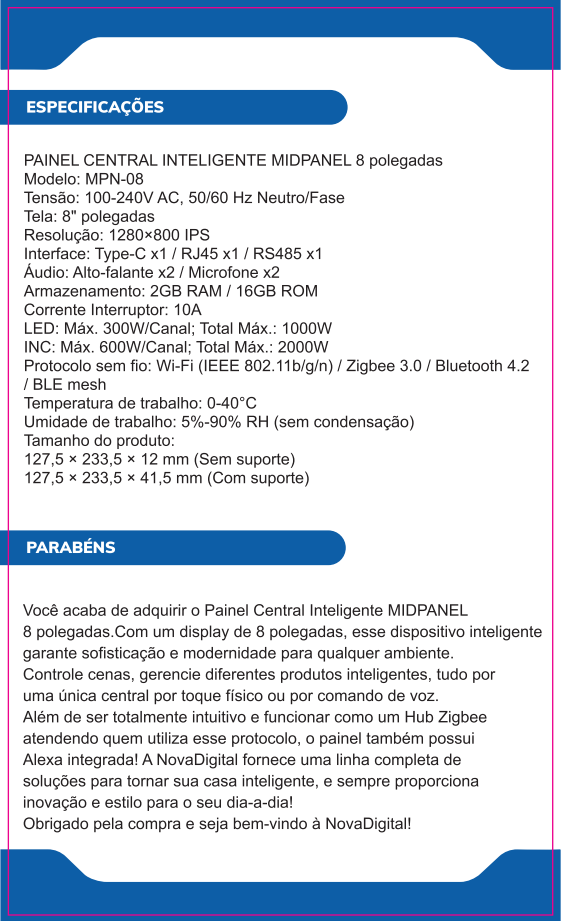 ESPECIFICAÇÕES
PAINEL CENTRAL INTELIGENTE MIDPANEL 8 polegadas
Modelo: MPN-08
Tensão: 100-240V AC, 50/60 Hz Neutro/Fase
Tela: 8" polegadas
Resolução: 1280×800 IPS
Interface: Type-C x1 / RJ45 x1 / RS485 x1
Áudio: Alto-falante x2 / Microfone x2
Armazenamento: 2GB RAM / 16GB ROM
Corrente Interruptor: 10A
LED: Máx. 300W/Canal; Total Máx.: 1000W
INC: Máx. 600W/Canal; Total Máx.: 2000W
Protocolo sem fio: Wi-Fi (IEEE 802.11b/g/n) / Zigbee 3.0 / Bluetooth 4.2
/ BLE mesh
Temperatura de trabalho: 0-40°C
Umidade de trabalho: 5%-90% RH (sem condensação)
Tamanho do produto:
127,5 × 233,5 × 12 mm (Sem suporte)
127,5 × 233,5 × 41,5 mm (Com suporte)
PARABÉNS
Você acaba de adquirir o Painel Central Inteligente MIDPANEL
8 polegadas.Com um display de 8 polegadas, esse dispositivo inteligente
garante sofisticação e modernidade para qualquer ambiente.
Controle cenas, gerencie diferentes produtos inteligentes, tudo por
uma única central por toque físico ou por comando de voz.
Além de ser totalmente intuitivo e funcionar como um Hub Zigbee
atendendo quem utiliza esse protocolo, o painel também possui
Alexa integrada! A NovaDigital fornece uma linha completa de
soluções para tornar sua casa inteligente, e sempre proporciona
inovação e estilo para o seu dia-a-dia!
Obrigado pela compra e seja bem-vindo à NovaDigital!